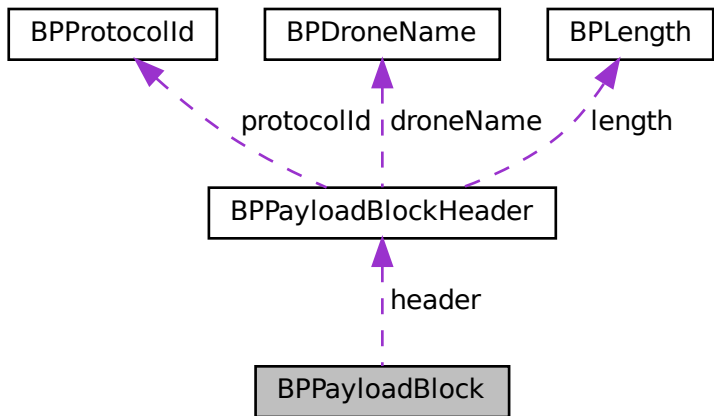 BPProtocolId
BPDroneName
BPLength
protocolId
droneName
length
BPPayloadBlockHeader
header
BPPayloadBlock